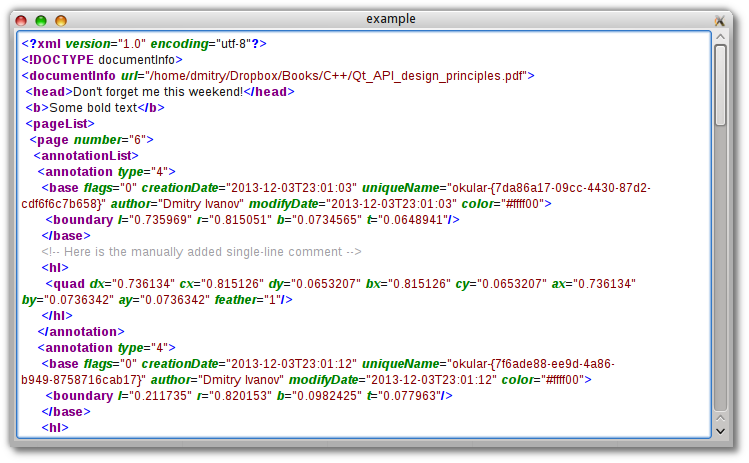 example
<?xml version="1.0" encoding="utf-8"?>
<!DOCTYPE documentInfo>
<documentInfo url="/home/dmitry/Dropbox/Books/C++/Qt_API_design_principles.pdf">
<head>Don't forget me this weekend!</head>
<b>Some bold text</b>
<pageList>
<page number="6">
<annotationList>
<annotation type="4">
<base flags="0" creationDate="2013-12-03T23:01:03" uniqueName="okular-{7da86a17-09cc-4430-87d2-
cdf6f6c7b658}" author="Dmitry Ivanov" modifyDate="2013-12-03T23:01:03" color="#ffff00">
<boundary l="0.735969" r="0.815051" b="0.0734565" t="0.0648941"/>
</base>
<!-- Here is the manually added single-line comment -->
<hl>
<quad dx="0.736134" cx="0.815126" dy="0.0653207" bx="0.815126" cy="0.0653207" ax="0.736134"
by="0.0736342" ay="0.0736342" feather="1"/>
</hl>
</annotation>
<annotation type="4">
<base flags="0" creationDate="2013-12-03T23:01:12" uniqueName="okular-{7f6ade88-ee9d-4a86-
b949-8758716cab17}" author="Dmitry Ivanov" modifyDate="2013-12-03T23:01:12" color="#ffff00">
<boundary l="0.211735" r="0.820153" b="0.0982425" t="0.077963"/>
</base>
<hl>